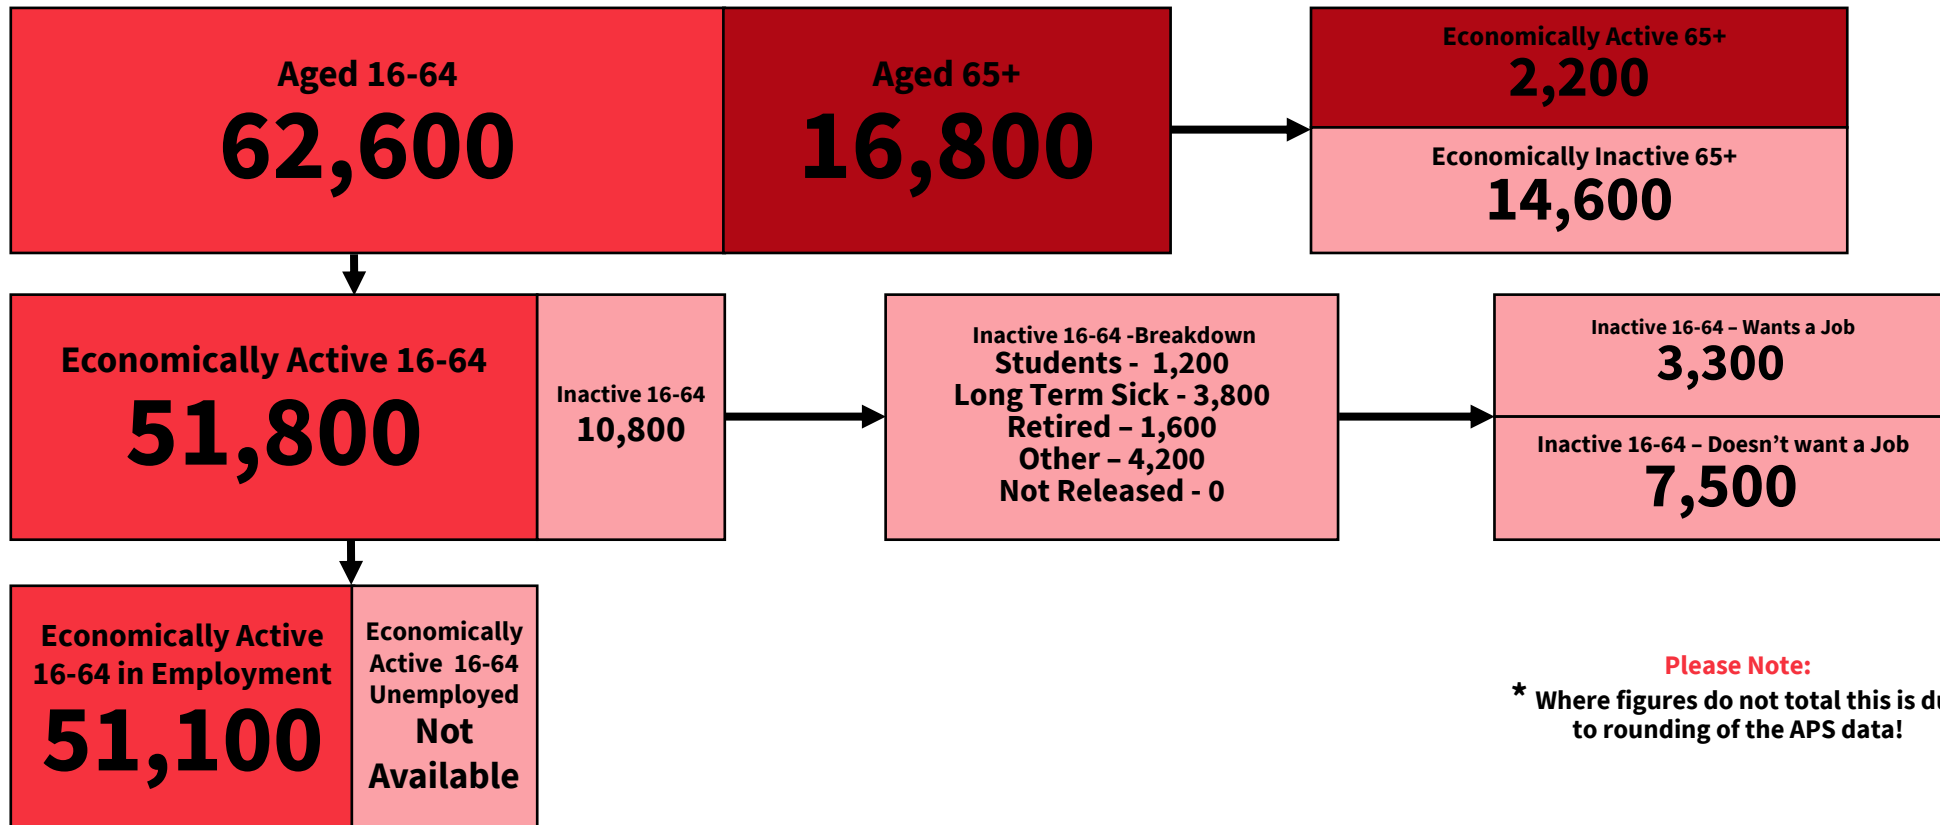 Aged 16-64
62,600
Aged 65+
16,800
Economically Active 65+
2,200
Economically Inactive 65+
14,600
Economically Active 16-64
51,800
Inactive 16-64
10,800
Inactive 16-64 -Breakdown
Students - 1,200
Long Term Sick - 3,800
Retired – 1,600
Other – 4,200
Not Released - 0
Inactive 16-64 – Wants a Job
3,300
Inactive 16-64 – Doesn't want a Job
7,500
Economically Active
16-64 in Employment
51,100
Economically
Active 16-64
Unemployed
Not
Available
Please Note:
* Where figures do not total this is
to rounding of the APS data!